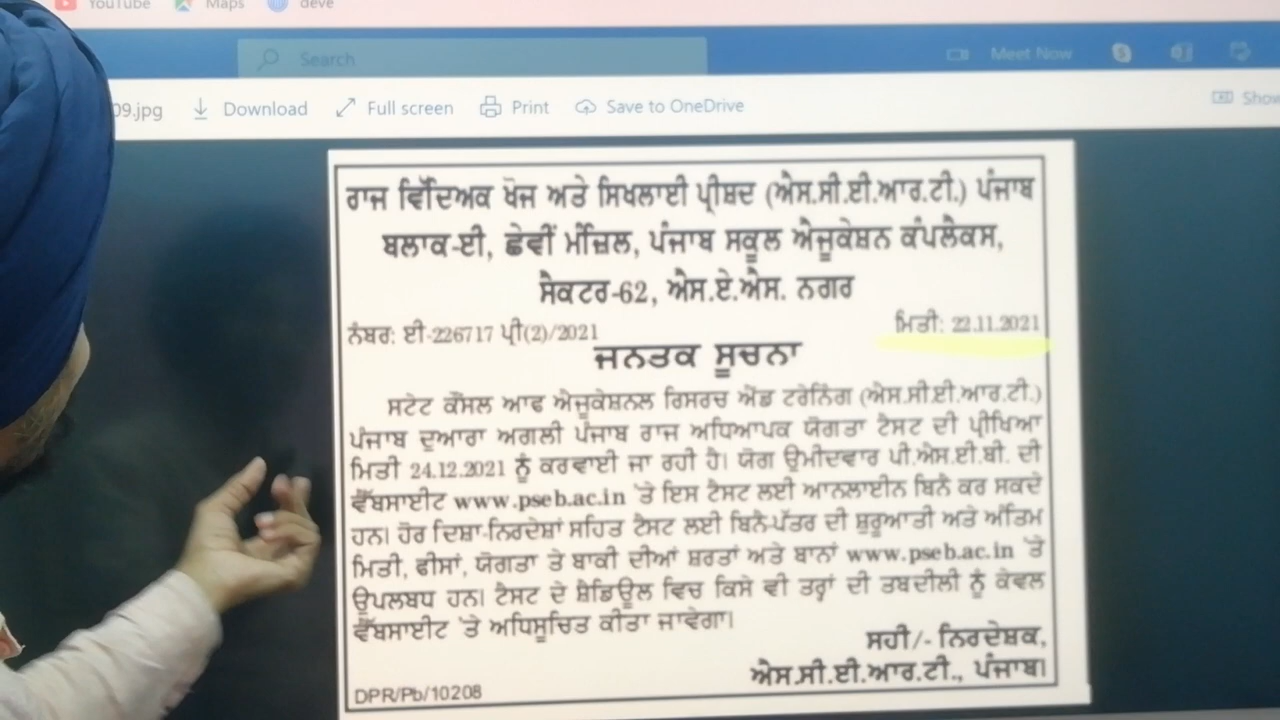 YouTube
Maps
deve
Search
Meet Now
09.jpg
Download
Full screen
Print
Save to OneDrive
Show
ਰਾਜ ਵਿੱਦਿਅਕ ਖੋਜ ਅਤੇ ਸਿਖਲਾਈ ਪ੍ਰੀਸ਼ਦ (ਐਸ.ਸੀ.ਈ.ਆਰ.ਟੀ.) ਪੰਜਾਬ
ਬਲਾਕ-ਈ, ਛੇਵੀਂ ਮੰਜ਼ਿਲ, ਪੰਜਾਬ ਸਕੂਲ ਐਜੂਕੇਸ਼ਨ ਕੰਪਲੈਕਸ,
ਸੈਕਟਰ-62, ਐਸ.ਏ.ਐਸ. ਨਗਰ
ਨੰਬਰ: ਈ-226717 ਪ੍ਰੀ(2)/2021
ਮਿਤੀ: 22.11.2021
ਜਨਤਕ ਸੂਚਨਾ
ਸਟੇਟ ਕੌਂਸਲ ਆਫ ਐਜੂਕੇਸ਼ਨਲ ਰਿਸਰਚ ਐਂਡ ਟਰੇਨਿੰਗ (ਐਸ.ਸੀ.ਈ.ਆਰ.ਟੀ.)
ਪੰਜਾਬ ਦੁਆਰਾ ਅਗਲੀ ਪੰਜਾਬ ਰਾਜ ਅਧਿਆਪਕ ਯੋਗਤਾ ਟੈਸਟ ਦੀ ਪ੍ਰੀਖਿਆ
ਮਿਤੀ 24.12.2021 ਨੂੰ ਕਰਵਾਈ ਜਾ ਰਹੀ ਹੈ। ਯੋਗ ਉਮੀਦਵਾਰ ਪੀ.ਐਸ.ਈ.ਬੀ. ਦੀ
ਵੈੱਬਸਾਈਟ www.pseb.ac.in 'ਤੇ ਇਸ ਟੈਸਟ ਲਈ ਆਨਲਾਈਨ ਬਿਨੈ ਕਰ ਸਕਦੇ
ਹਨ। ਹੋਰ ਦਿਸ਼ਾ-ਨਿਰਦੇਸ਼ਾਂ ਸਹਿਤ ਟੈਸਟ ਲਈ ਬਿਨੈ-ਪੱਤਰ ਦੀ ਸ਼ੁਰੂਆਤੀ ਅਤੇ ਅੰਤਿਮ
ਮਿਤੀ, ਫੀਸਾਂ, ਯੋਗਤਾ ਤੇ ਬਾਕੀ ਦੀਆਂ ਸ਼ਰਤਾਂ ਅਤੇ ਬਾਨਾਂ www.pseb.ac.in 'ਤੇ
ਉਪਲਬਧ ਹਨ। ਟੈਸਟ ਦੇ ਸ਼ੈਡਿਊਲ ਵਿਚ ਕਿਸੇ ਵੀ ਤਰ੍ਹਾਂ ਦੀ ਤਬਦੀਲੀ ਨੂੰ ਕੇਵਲ
ਵੈੱਬਸਾਈਟ 'ਤੇ ਅਧਿਸੂਚਿਤ ਕੀਤਾ ਜਾਵੇਗਾ।
ਸਹੀ/- ਨਿਰਦੇਸ਼ਕ,
ਐਸ.ਸੀ.ਈ.ਆਰ.ਟੀ., ਪੰਜਾਬ।
DPR/Pb/10208